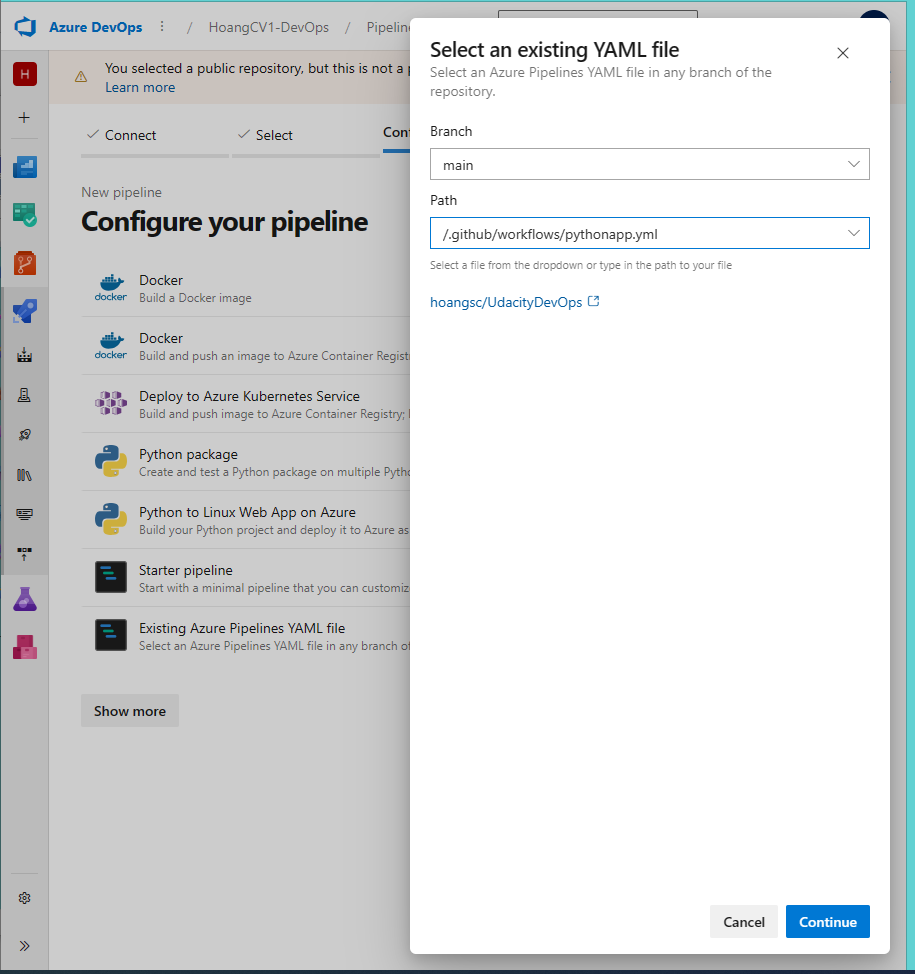 Azure DevOps / HoangCV1-DevOps /
You selected a public repository, but this is not a
Learn more
Connect
Select
New pipeline
Configure your pipeline
Docker
Build a Docker image
Docker
Build and push an image to Azure Container
Deploy to Azure Kubernetes Service
Build and push image to Azure Container Registry;
Python package
Create and test a Python package on multiple
Python to Linux Web App on Azure
Build your Python project and deploy it to Azure as
Starter pipeline
Start with a minimal pipeline that you can
Existing Azure Pipelines YAML file
Select an Azure Pipelines YAML file in any branch
Show more
H
docker
docker
Select an existing YAML file
Select an Azure Pipelines YAML file in any branch of the
repository.
Branch
main
Path
/.github/workflows/pythonapp.yml
Select a file from the dropdown or type in the path to your file
hoangsc/UdacityDevOps
Cancel
Continue